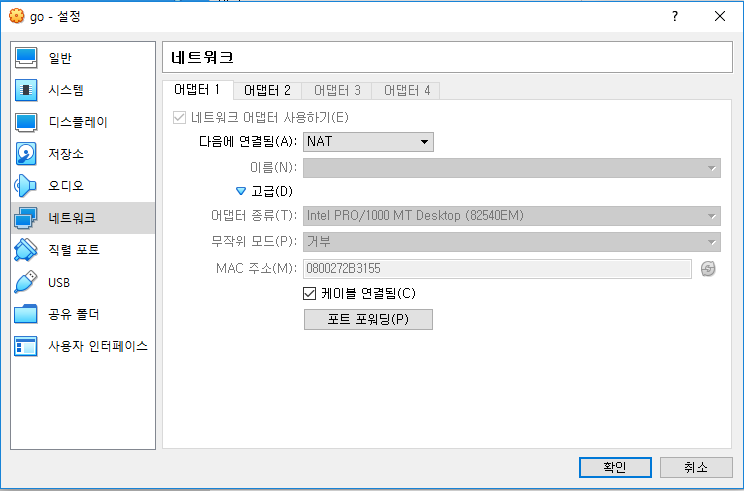 go - 설정
일반
시스템
디스플레이
저장소
오디오
네트워크
직렬 포트
USB
공유 폴더
사용자 인터페이스
네트워크
어댑터 1 어댑터 2 어댑터 3 어댑터 4
네트워크 어댑터 사용하기(E)
다음에 연결됨(A): NAT
이름(N):
고급(D)
어댑터 종류(T): Intel PRO/1000 MT Desktop (82540EM)
무작위 모드(P): 거부
MAC 주소(M): 0800272B3155
케이블 연결됨(C)
포트 포워딩(P)
확인 취소